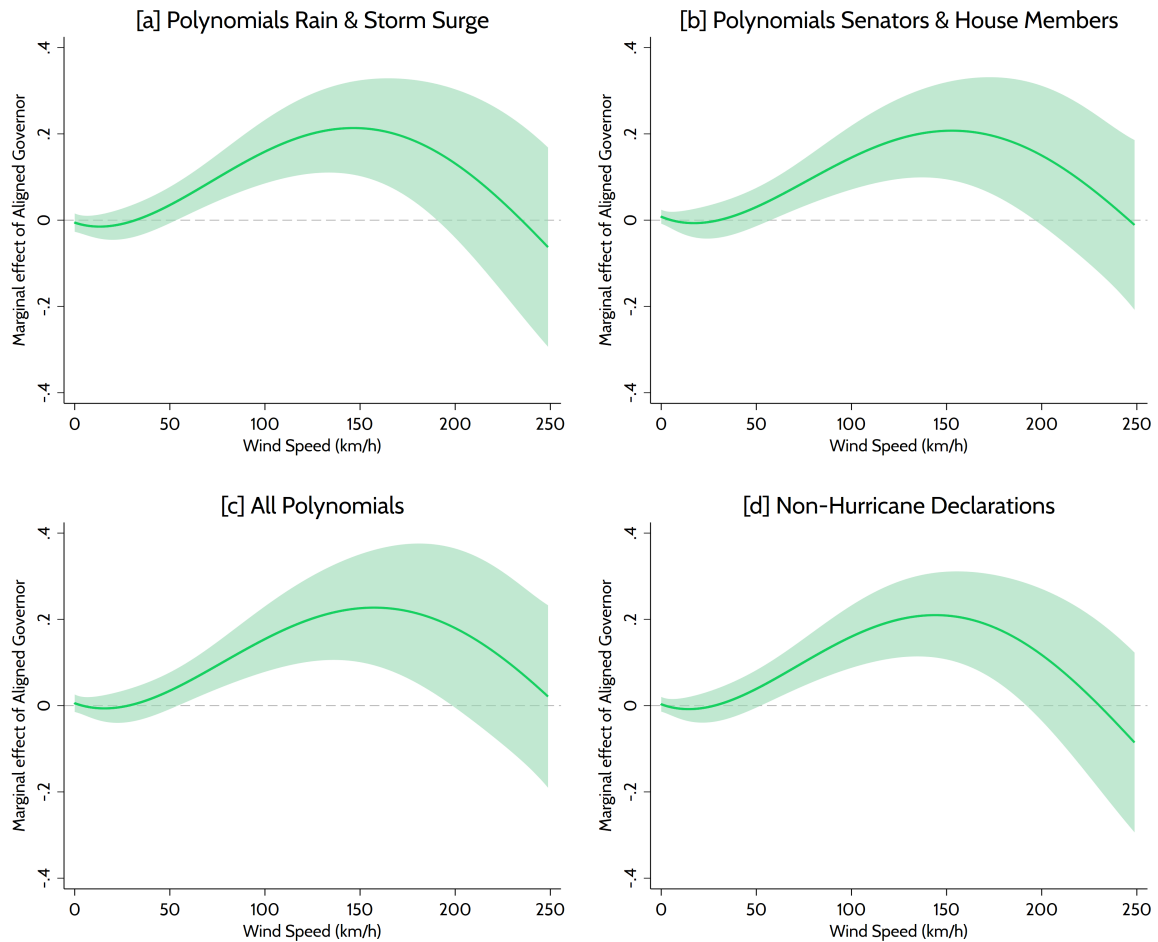 [a] Polynomials Rain & Storm Surge
Marginal effect of Aligned Governor
.4
.2
0
-.2
-.4
0 50 100 150 200 250
Wind Speed (km/h)
[b] Polynomials Senators & House Members
Marginal effect of Aligned Governor
.4
.2
0
-.2
-.4
0 50 100 150 200 250
Wind Speed (km/h)
[c] All Polynomials
Marginal effect of Aligned Governor
.4
.2
0
-.2
-.4
0 50 100 150 200 250
Wind Speed (km/h)
[d] Non-Hurricane Declarations
Marginal effect of Aligned Governor
.4
.2
0
-.2
-.4
0 50 100 150 200 250
Wind Speed (km/h)